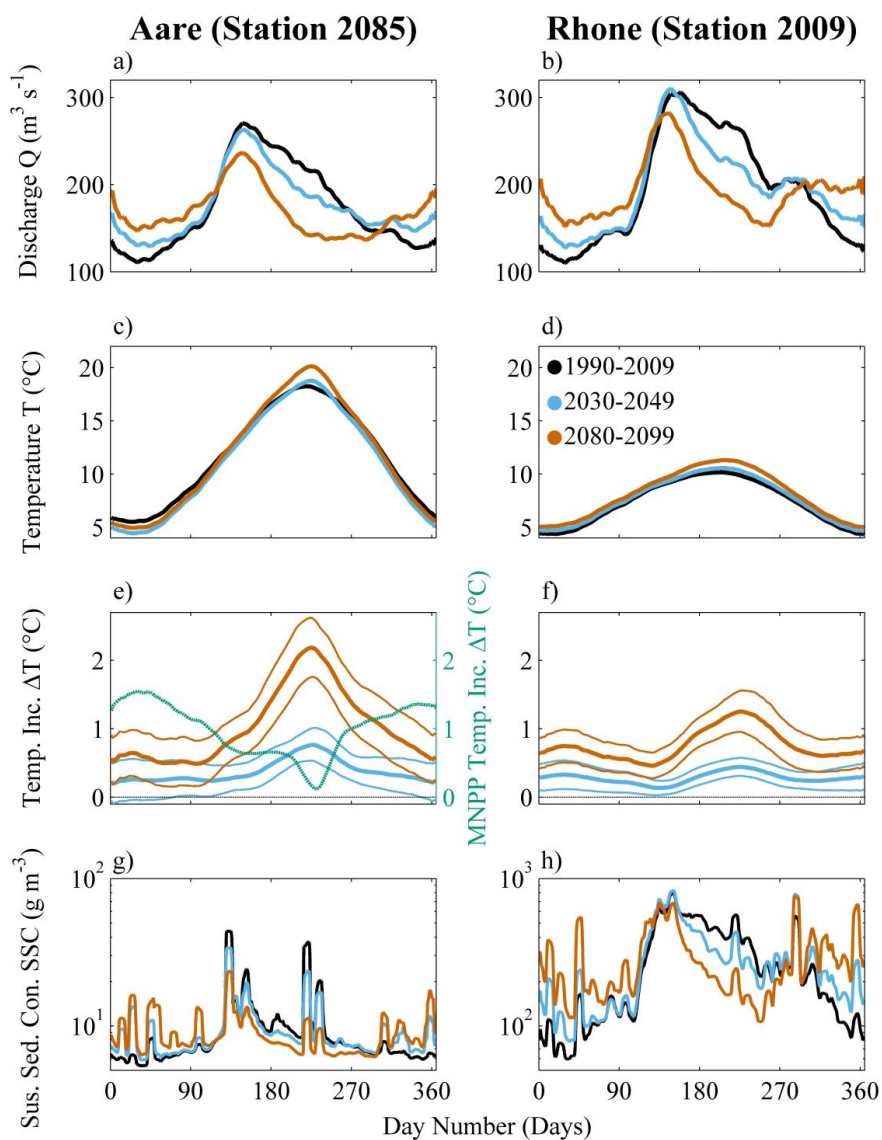 Aare (Station 2085)
Rhone (Station 2009)
a)
b)
Discharge Q (m³ s⁻¹)
300
200
100
300
200
100
c)
d)
Temperature T (°C)
20
15
10
5
20
15
10
5
1990-2009
2030-2049
2080-2099
e)
f)
Temp. Inc. ΔT (°C)
2
1
0
2
1
0
MNPP Temp. Inc. ΔT (°C)
2
1
0
g)
h)
Sus. Sed. Con. SSC (g m⁻³)
10²
10¹
10³
10²
0 90 180 270 360
0 90 180 270 360
Day Number (Days)